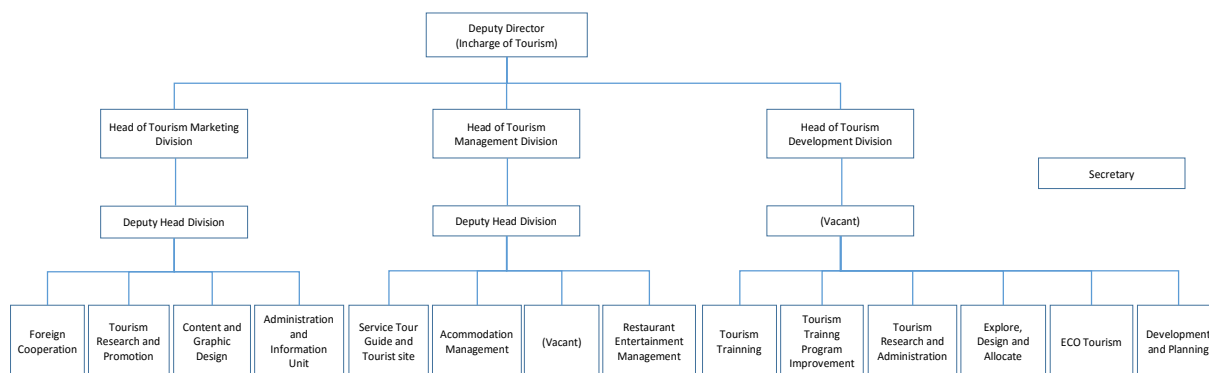 Deputy Director
(Incharge of Tourism)
Head of Tourism Marketing
Division
Head of Tourism
Management Division
Head of Tourism
Development Division
Secretary
Deputy Head Division
Deputy Head Division
(Vacant)
Foreign
Cooperation
Tourism
Research and
Promotion
Content and
Graphic
Design
Administration
and
Information
Unit
Service Tour
Guide and
Tourist site
Acommodation
Management
(Vacant)
Restaurant
Entertainment
Management
Tourism
Trainning
Tourism
Trainng
Program
Improvement
Tourism
Research and
Administration
Explore,
Design and
Allocate
ECO Tourism
Development
and Planning